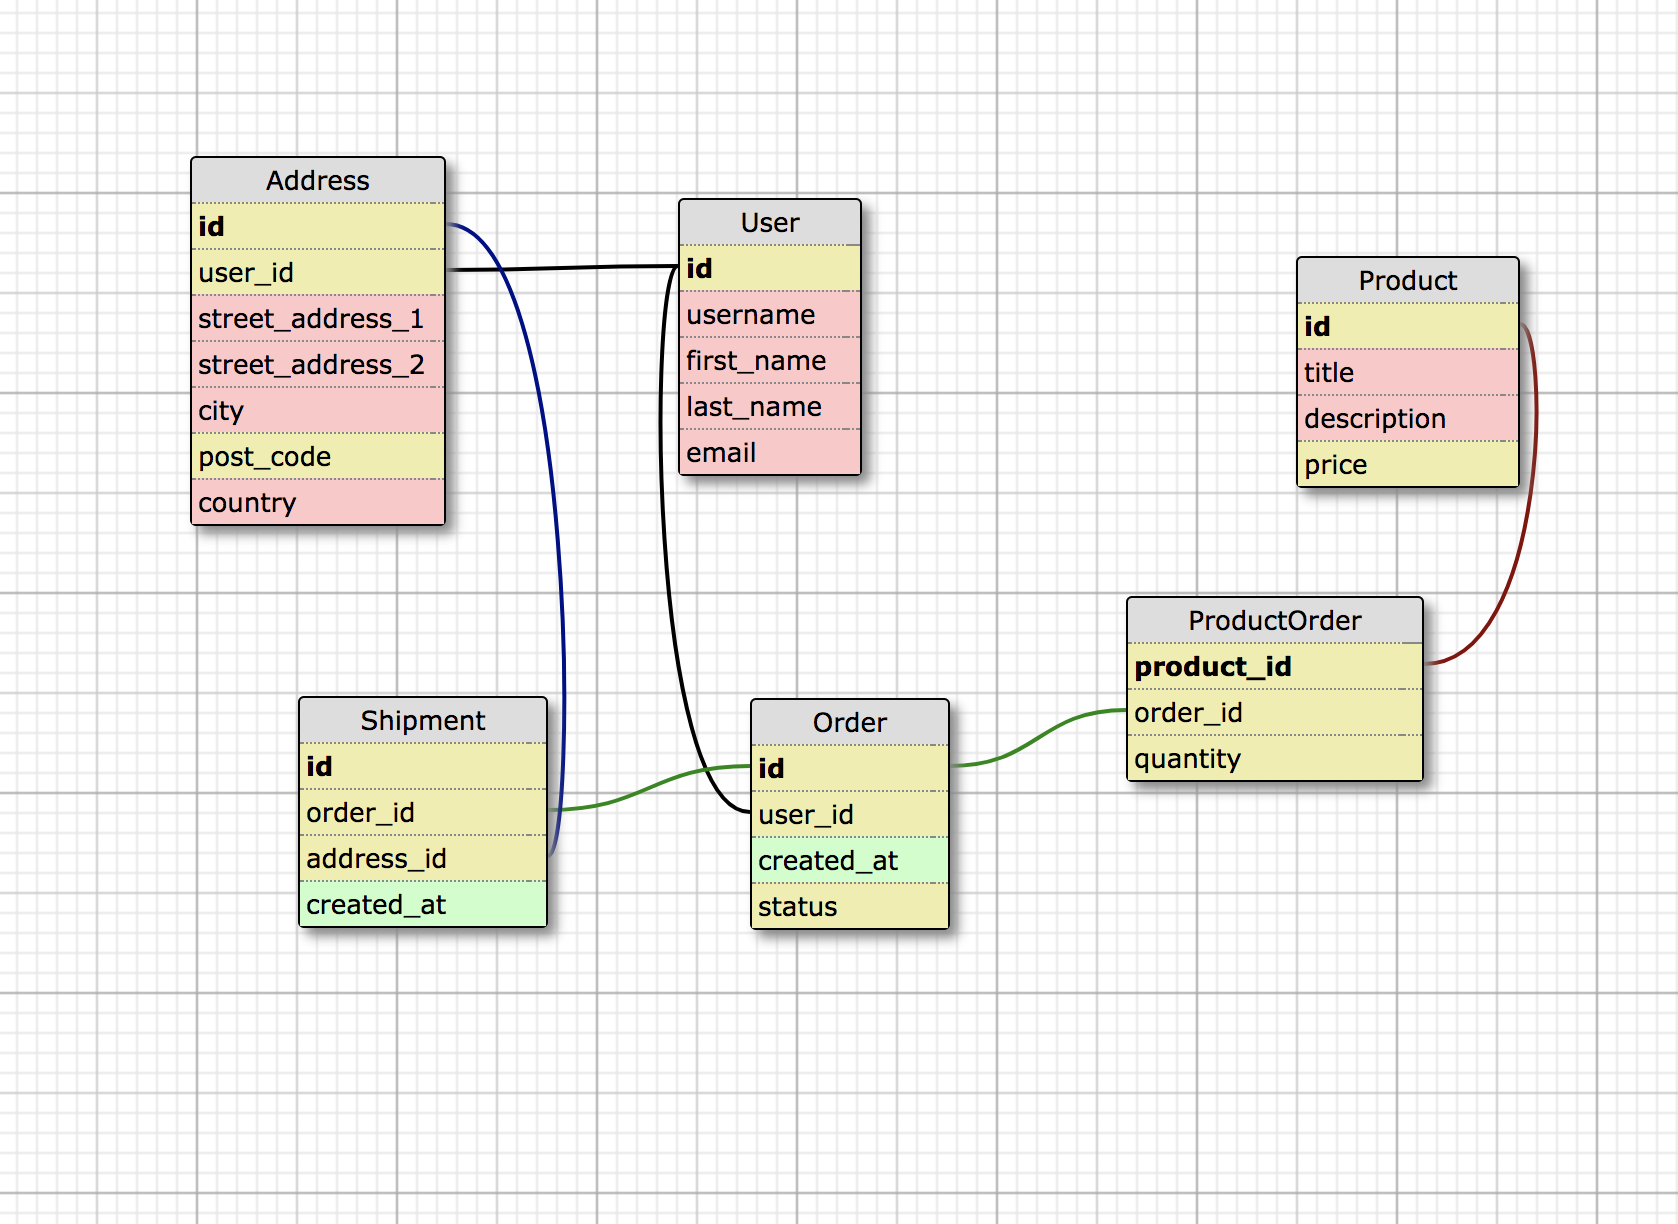 Address
id
user_id
street_address_1
street_address_2
city
post_code
country
User
id
username
first_name
last_name
email
Product
id
title
description
price
Shipment
id
order_id
address_id
created_at
Order
id
user_id
created_at
status
ProductOrder
product_id
order_id
quantity